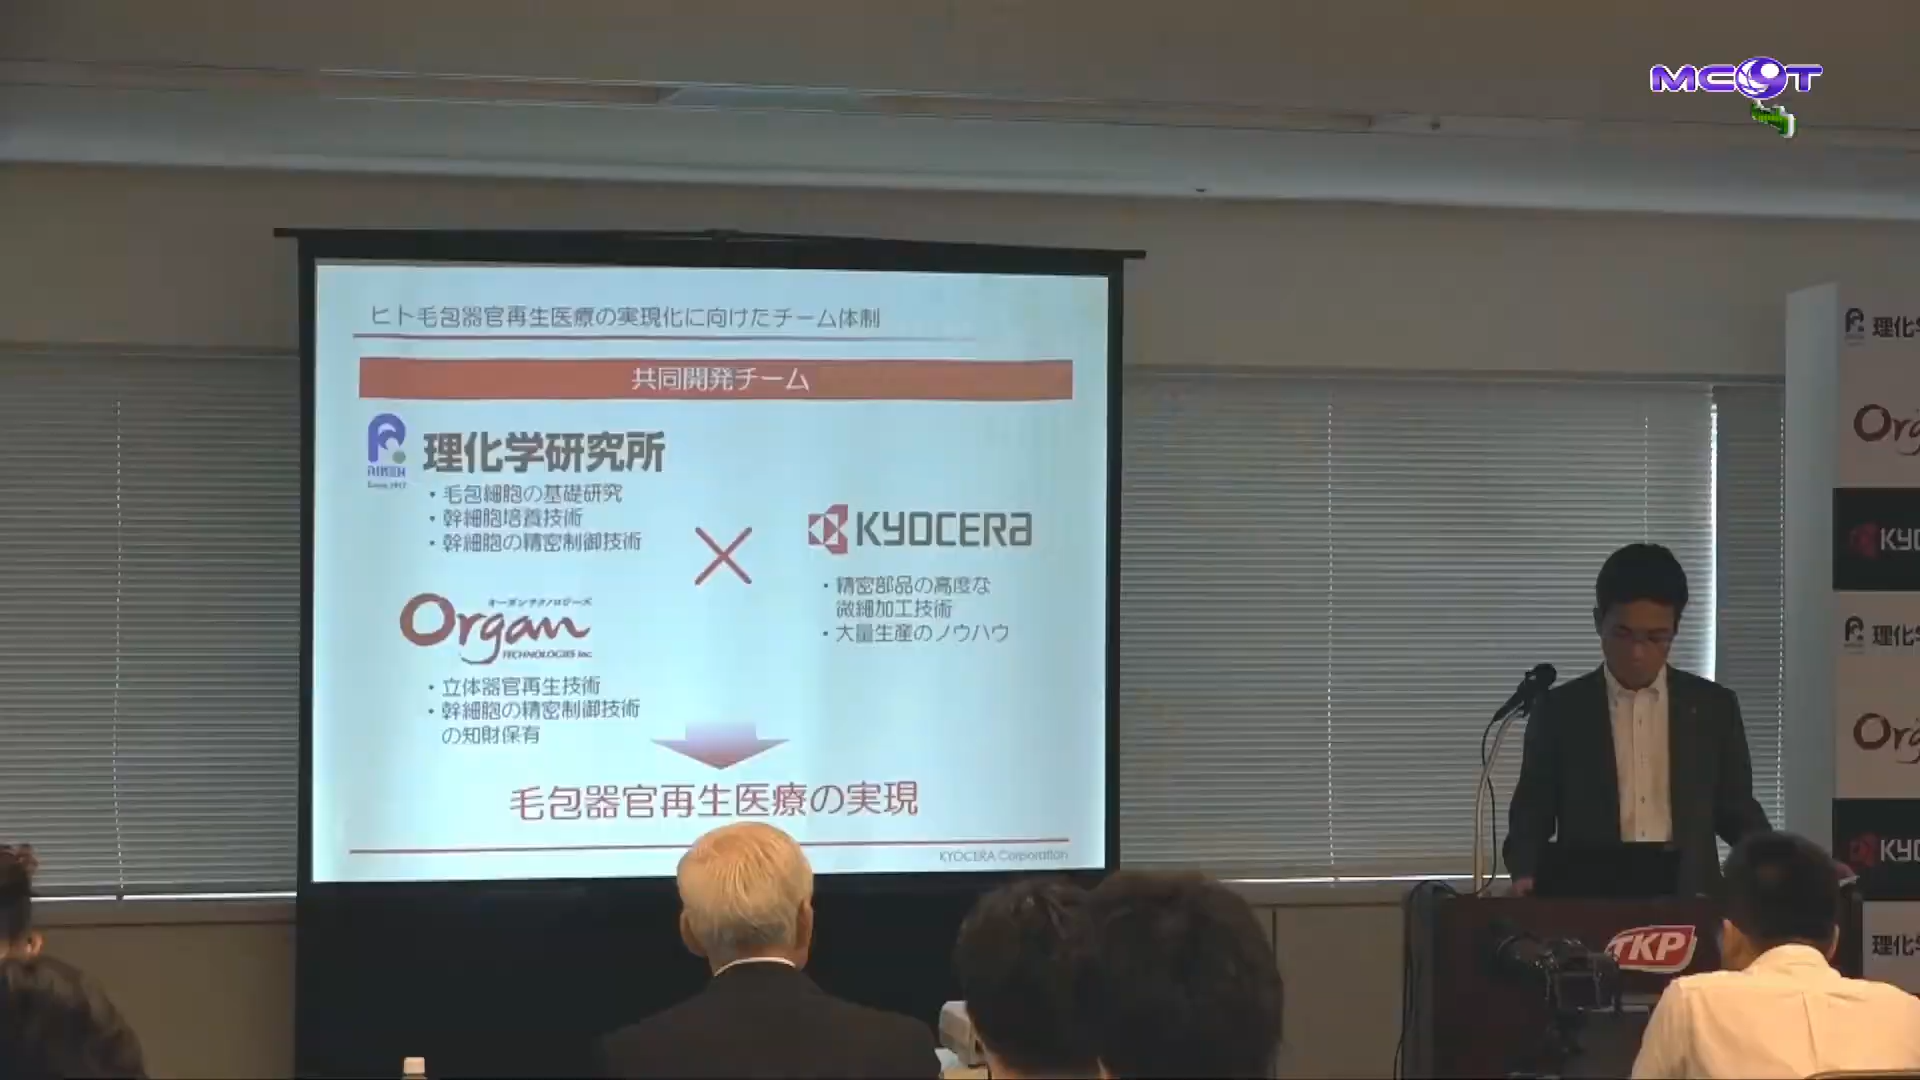 MCOT
ヒト毛包器官再生医療の実現化に向けたチーム体制
共同開発チーム
RIKEN
Since 1917
理化学研究所
・毛包細胞の基礎研究
・幹細胞培養技術
・幹細胞の精密制御技術
オーガンテクノロジーズ
Organ
TECHNOLOGIES Inc.
・立体器官再生技術
・幹細胞の精密制御技術
の知財保有
×
KYOCERA
・精密部品の高度な
微細加工技術
・大量生産のノウハウ
毛包器官再生医療の実現
KYOCERA Corporation
理化学
Org
KYO
理化学
Org
KYO
理化学
TKP